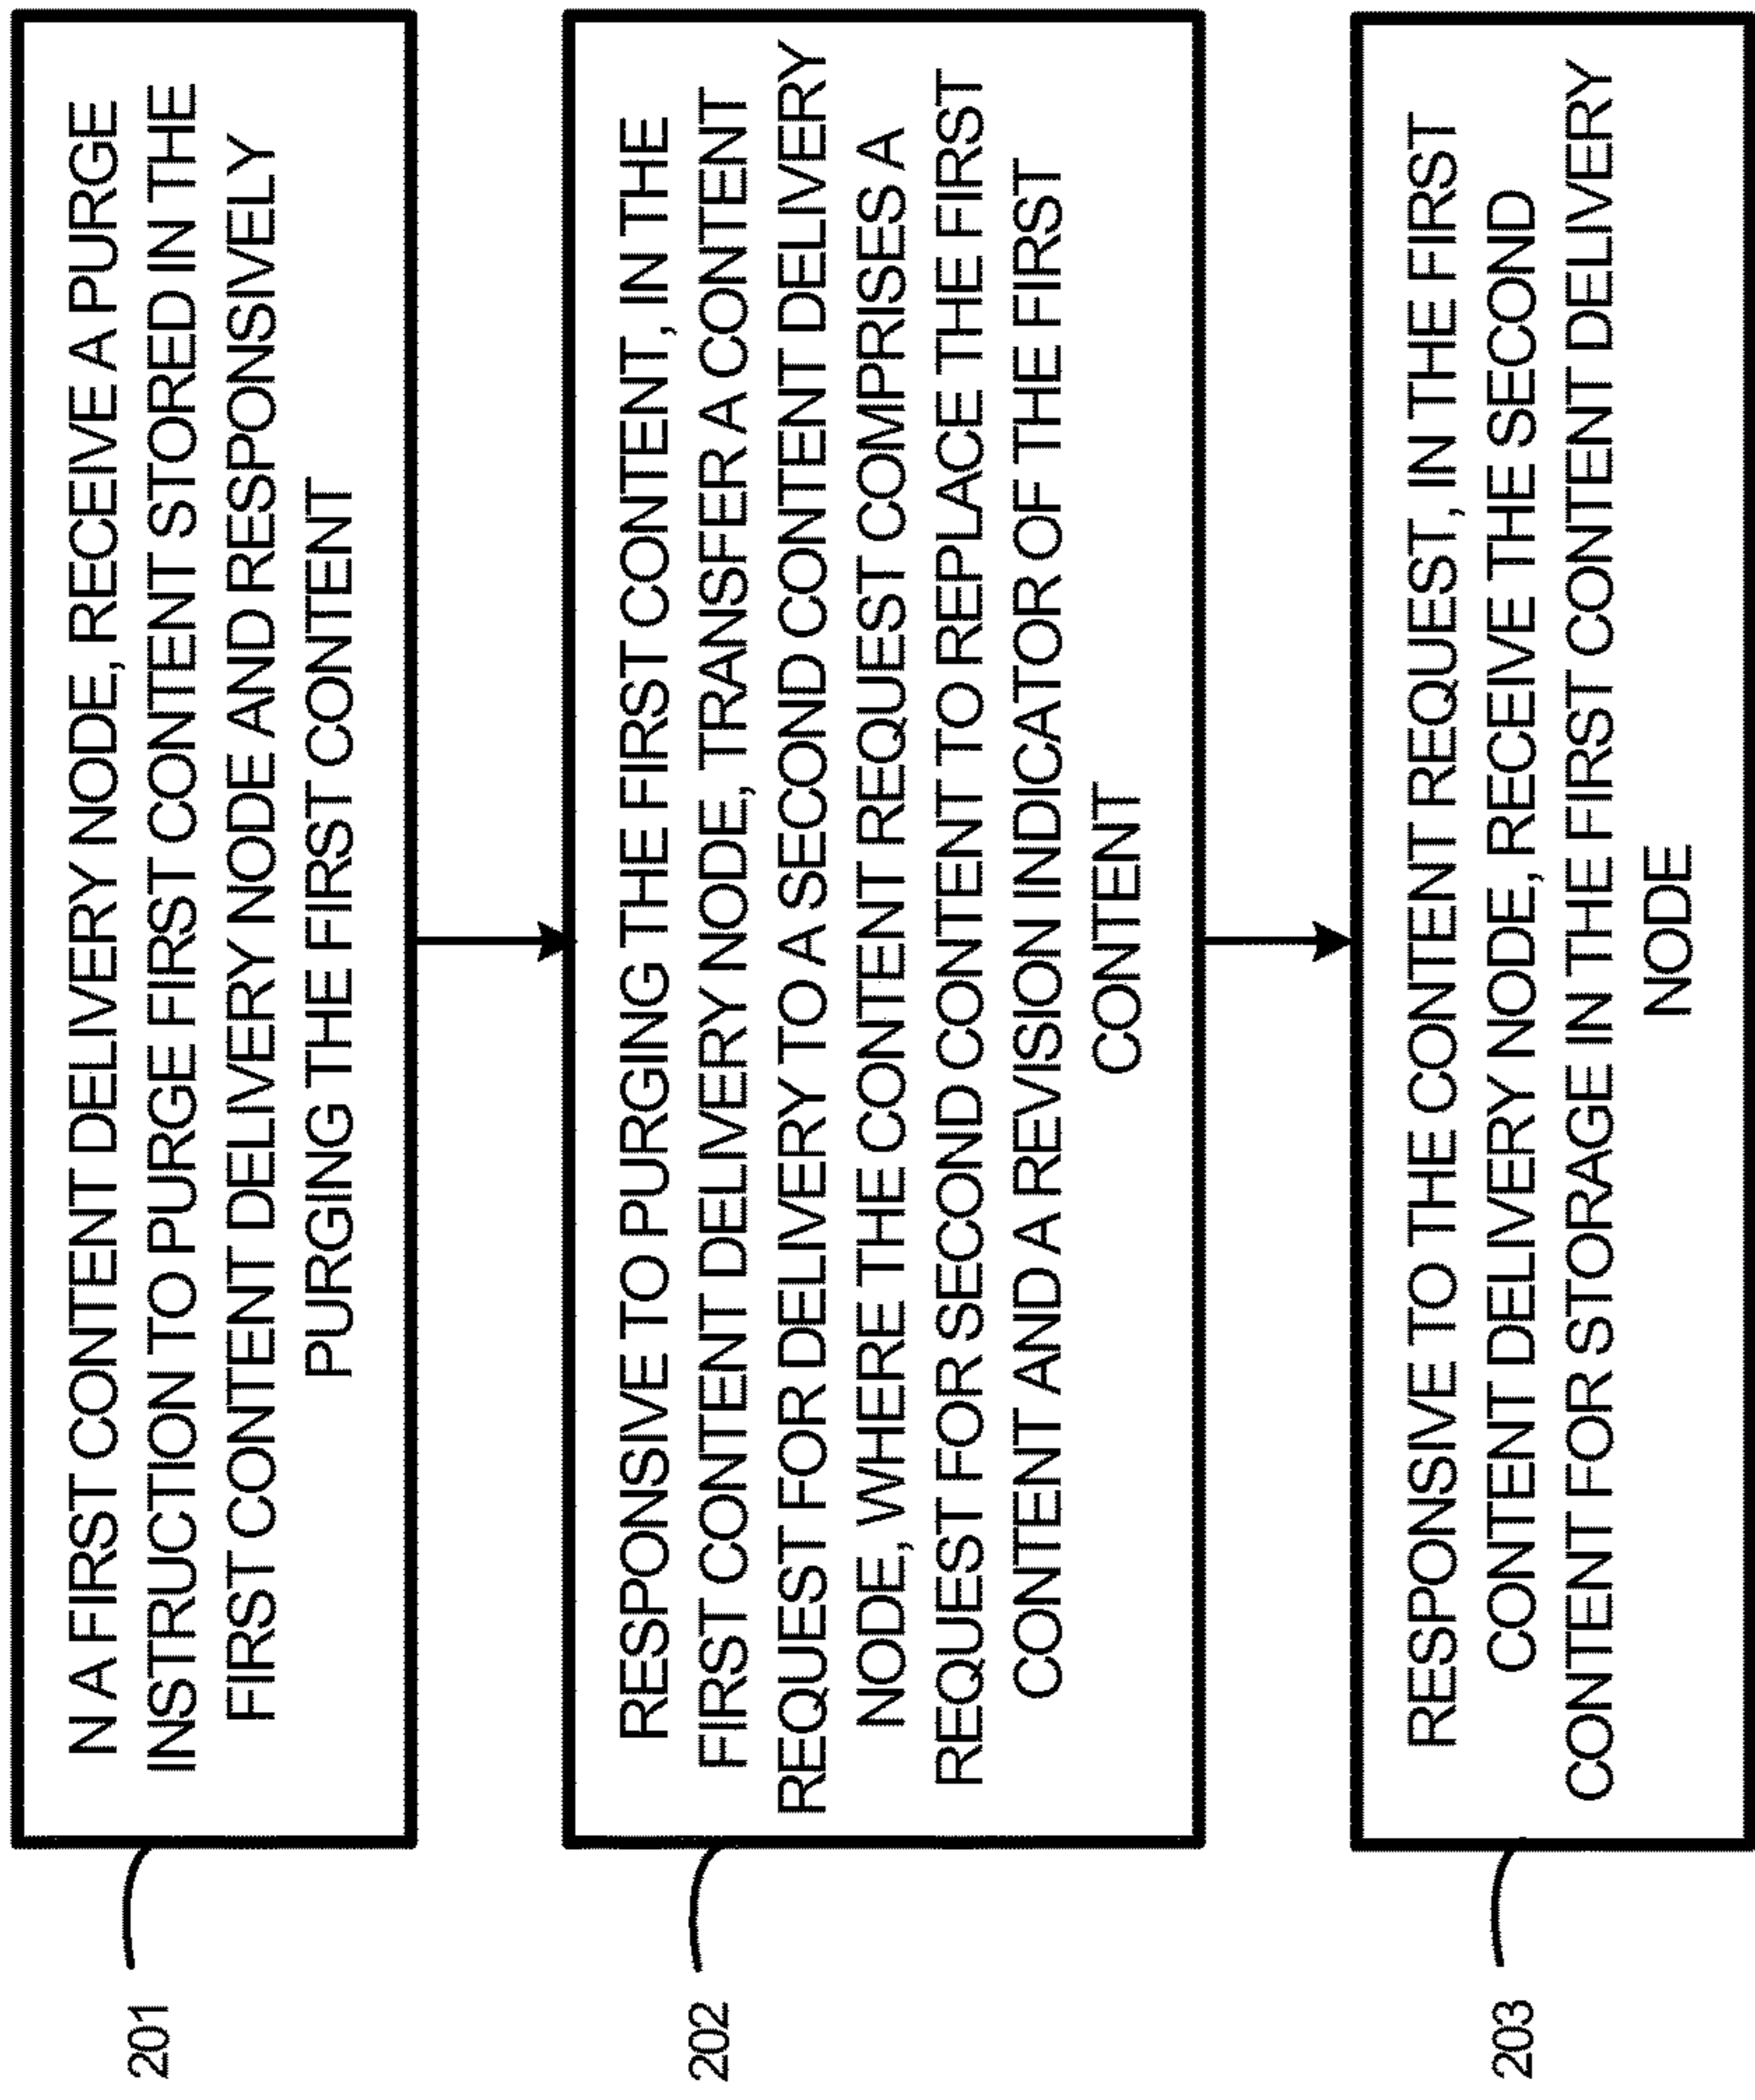 201
N A FIRST CONTENT DELIVERY NODE, RECEIVE A PURGE
INSTRUCTION TO PURGE FIRST CONTENT STORED IN THE
FIRST CONTENT DELIVERY NODE AND RESPONSIVELY
PURGING THE FIRST CONTENT
202
RESPONSIVE TO PURGING THE FIRST CONTENT, IN THE
FIRST CONTENT DELIVERY NODE, TRANSFER A CONTENT
REQUEST FOR DELIVERY TO A SECOND CONTENT DELIVERY
NODE, WHERE THE CONTENT REQUEST COMPRISES A
REQUEST FOR SECOND CONTENT TO REPLACE THE FIRST
CONTENT AND A REVISION INDICATOR OF THE FIRST
CONTENT
203
RESPONSIVE TO THE CONTENT REQUEST, IN THE FIRST
CONTENT DELIVERY NODE, RECEIVE THE SECOND
CONTENT FOR STORAGE IN THE FIRST CONTENT DELIVERY
NODE